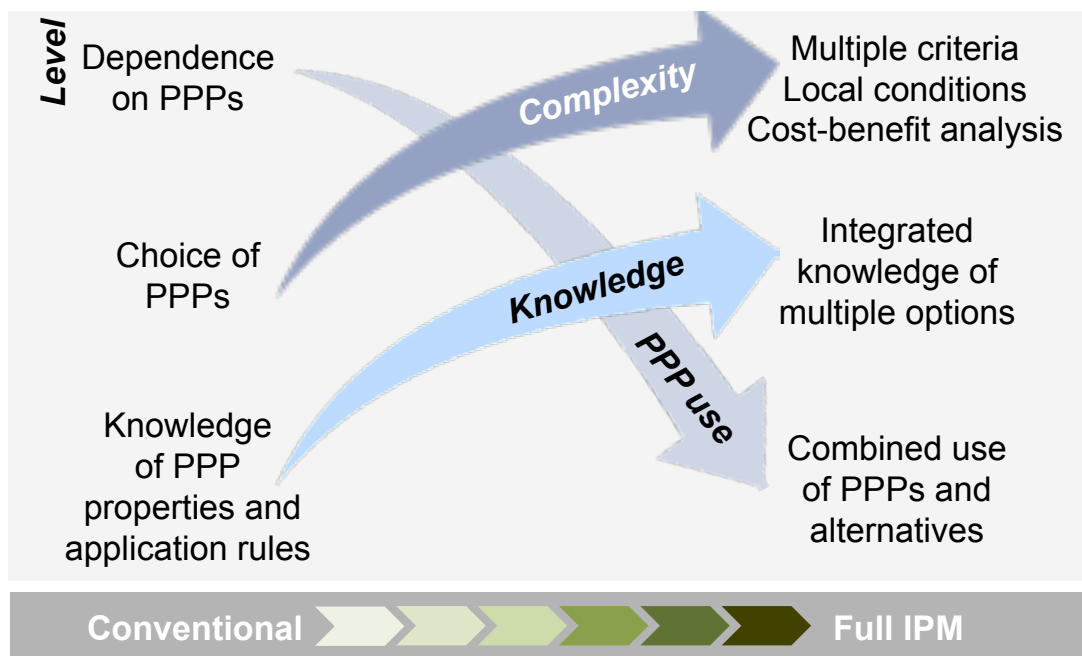 Level
Dependence
on PPPs
Complexity
Multiple criteria
Local conditions
Cost-benefit analysis
Choice of
PPPs
Knowledge
Integrated
knowledge of
multiple options
PPP use
Knowledge
of PPP
properties and
application rules
Combined use
of PPPs and
alternatives
Conventional
Full IPM